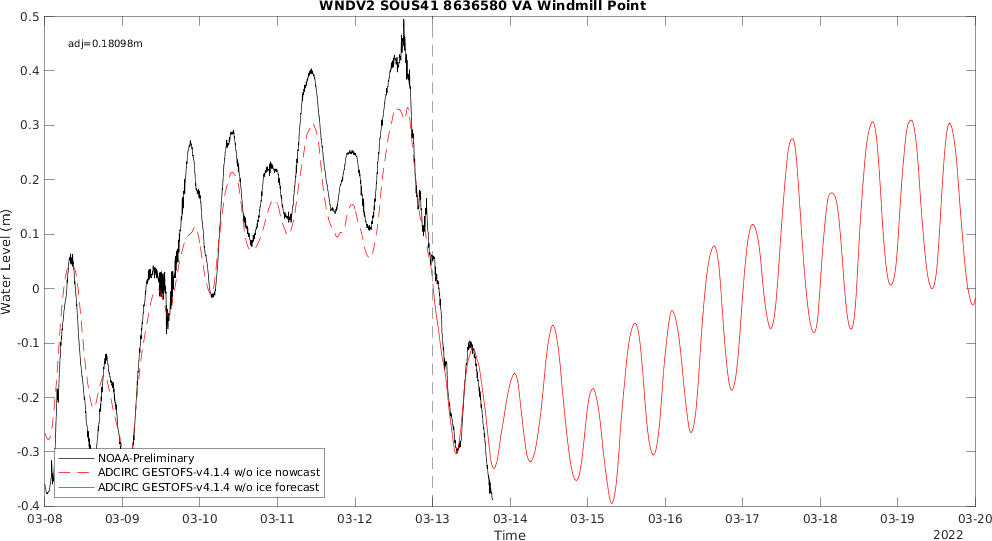 WNDV2 SOUS41 8636580 VA Windmill Point
adj=0.18098m
0.5
0.4
0.3
0.2
0.1
0
-0.1
-0.2
-0.3
-0.4
Water Level (m)
NOAA-Preliminary
ADCIRC GESTOFS-v4.1.4 w/o ice nowcast
ADCIRC GESTOFS-v4.1.4 w/o ice forecast
03-08 03-09 03-10 03-11 03-12 03-13 03-14 03-15 03-16 03-17 03-18 03-19 03-20
Time
2022